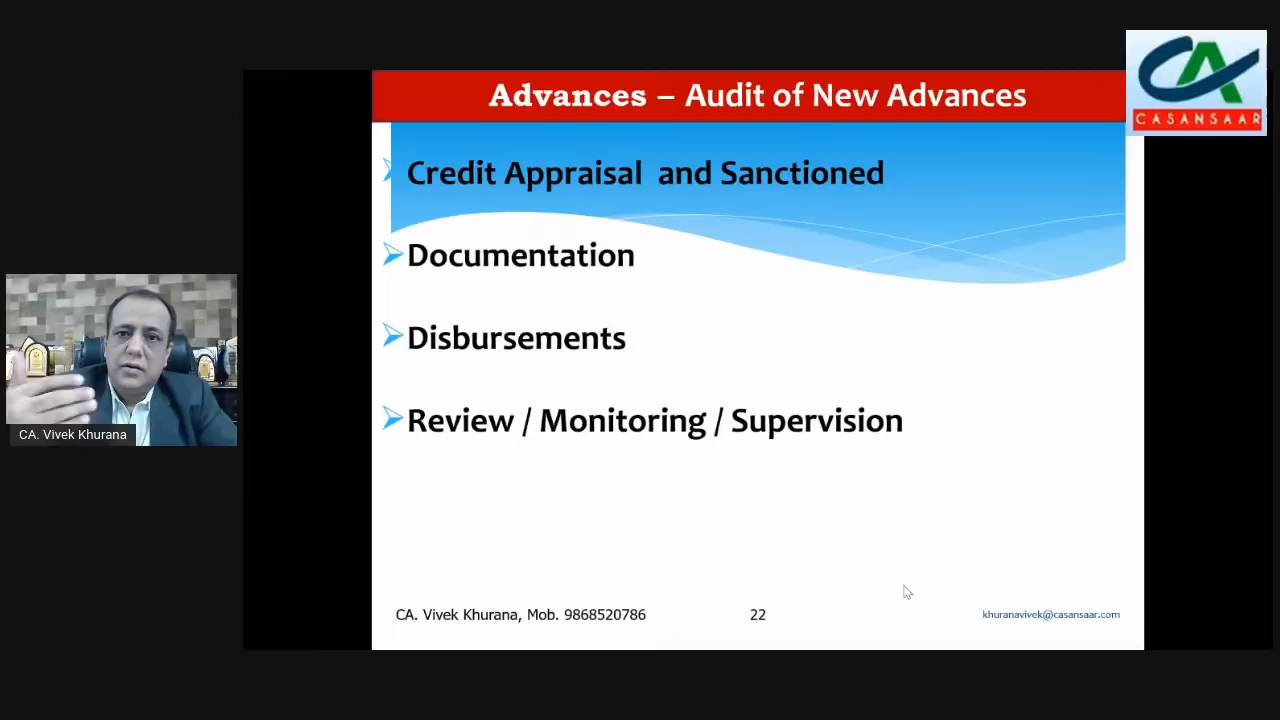 Advances – Audit of New Advances
CASANSAAR
Credit Appraisal and Sanctioned
Documentation
Disbursements
Review / Monitoring / Supervision
CA. Vivek Khurana
CA. Vivek Khurana, Mob. 9868520786
22
khuranavivek@casansaar.com